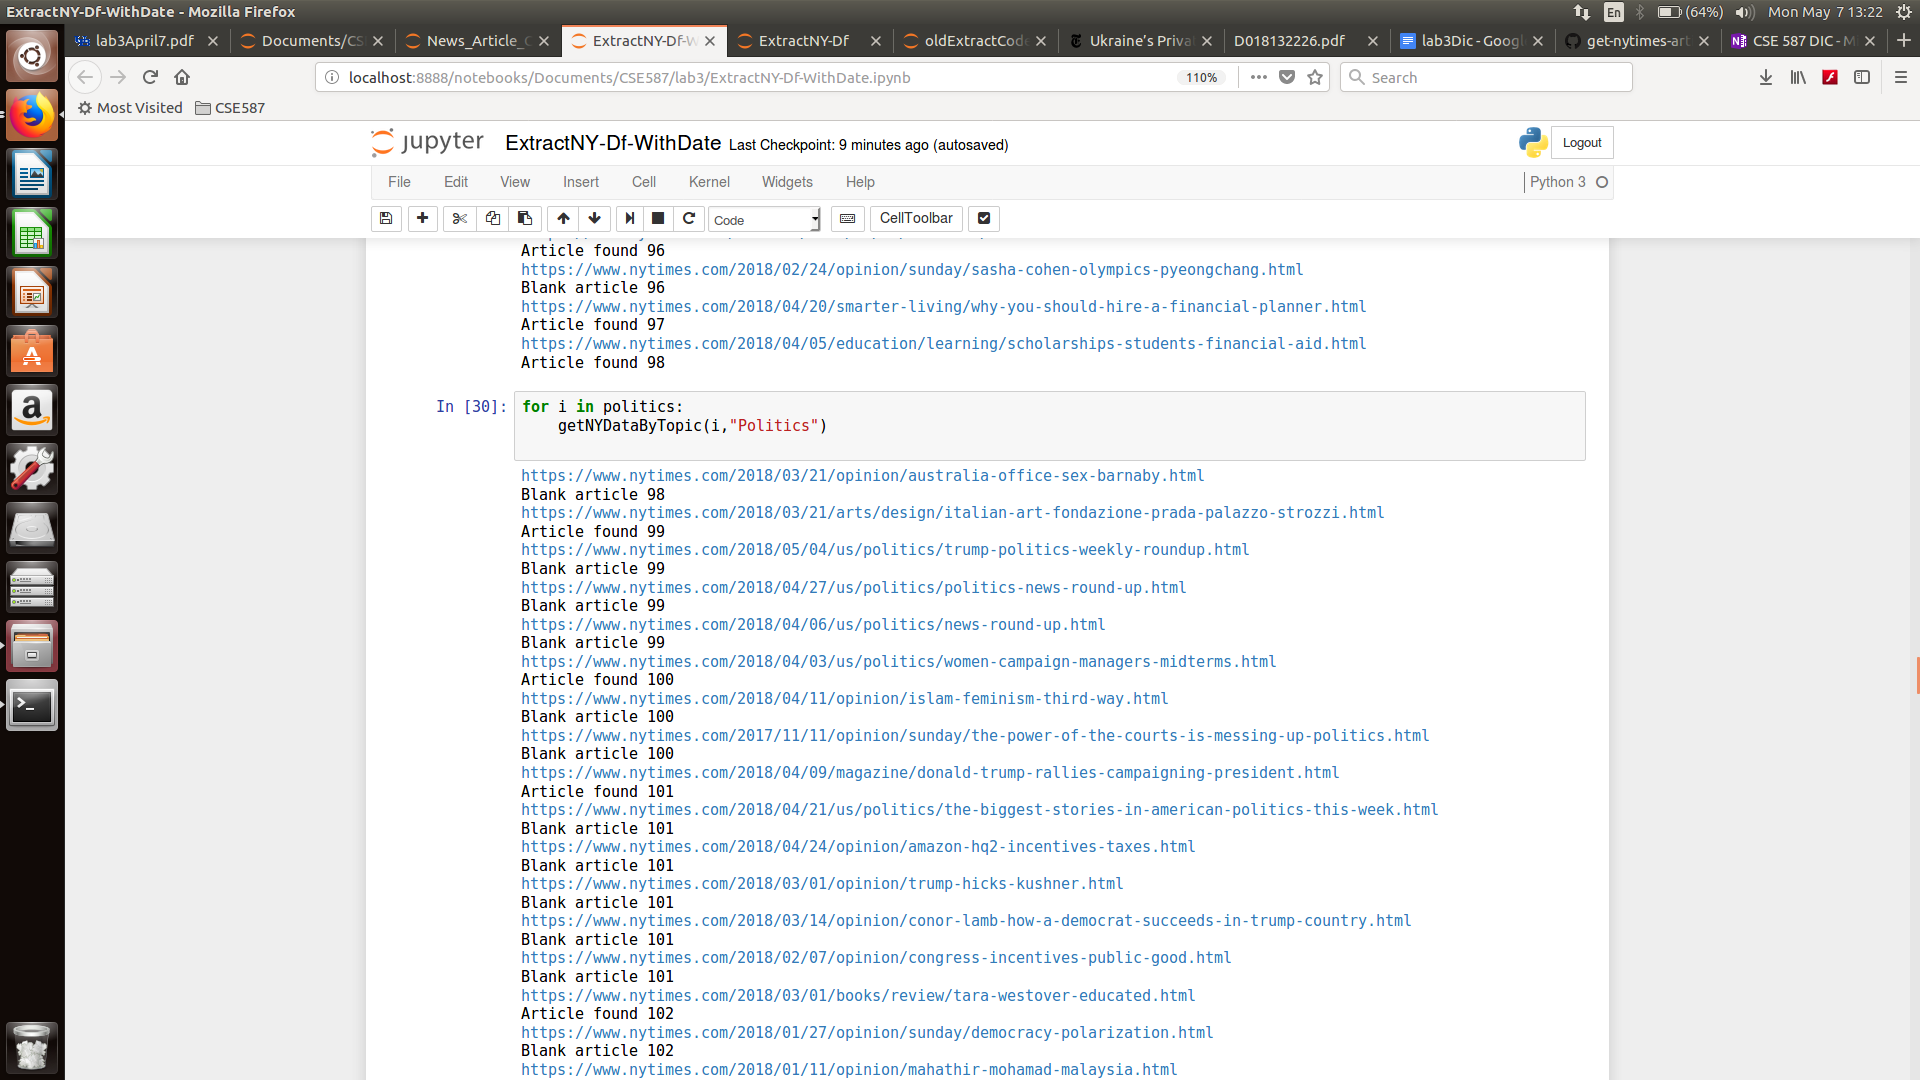 ExtractNY-Df-WithDate - Mozilla Firefox
En (64%) Mon May 7 13:22
lab3April7.pdf Documents/CS News_Article_C ExtractNY-Df-W ExtractNY-Df oldExtractCode Ukraine's Priva D018132226.pdf lab3Dic - Googl get-nytimes-art CSE 587 DIC - M
localhost:8888/notebooks/Documents/CSE587/lab3/ExtractNY-Df-WithDate.ipynb 110% Search
Most Visited CSE587
jupyter ExtractNY-Df-WithDate Last Checkpoint: 9 minutes ago (autosaved) Logout
File Edit View Insert Cell Kernel Widgets Help Python 3
Code CellToolbar
Article found 96
https://www.nytimes.com/2018/02/24/opinion/sunday/sasha-cohen-olympics-pyeongchang.html
Blank article 96
https://www.nytimes.com/2018/04/20/smarter-living/why-you-should-hire-a-financial-planner.html
Article found 97
https://www.nytimes.com/2018/04/05/education/learning/scholarships-students-financial-aid.html
Article found 98
In [30]: for i in politics:
getNYDataByTopic(i,"Politics")
https://www.nytimes.com/2018/03/21/opinion/australia-office-sex-barnaby.html
Blank article 98
https://www.nytimes.com/2018/03/21/arts/design/italian-art-fondazione-prada-palazzo-strozzi.html
Article found 99
https://www.nytimes.com/2018/05/04/us/politics/trump-politics-weekly-roundup.html
Blank article 99
https://www.nytimes.com/2018/04/27/us/politics/politics-news-round-up.html
Blank article 99
https://www.nytimes.com/2018/04/06/us/politics/news-round-up.html
Blank article 99
https://www.nytimes.com/2018/04/03/us/politics/women-campaign-managers-midterms.html
Article found 100
https://www.nytimes.com/2018/04/11/opinion/islam-feminism-third-way.html
Blank article 100
https://www.nytimes.com/2017/11/11/opinion/sunday/the-power-of-the-courts-is-messing-up-politics.html
Blank article 100
https://www.nytimes.com/2018/04/09/magazine/donald-trump-rallies-campaigning-president.html
Article found 101
https://www.nytimes.com/2018/04/21/us/politics/the-biggest-stories-in-american-politics-this-week.html
Blank article 101
https://www.nytimes.com/2018/04/24/opinion/amazon-hq2-incentives-taxes.html
Blank article 101
https://www.nytimes.com/2018/03/01/opinion/trump-hicks-kushner.html
Blank article 101
https://www.nytimes.com/2018/03/14/opinion/conor-lamb-how-a-democrat-succeeds-in-trump-country.html
Blank article 101
https://www.nytimes.com/2018/02/07/opinion/congress-incentives-public-good.html
Blank article 101
https://www.nytimes.com/2018/03/01/books/review/tara-westover-educated.html
Article found 102
https://www.nytimes.com/2018/01/27/opinion/sunday/democracy-polarization.html
Blank article 102
https://www.nytimes.com/2018/01/11/opinion/mahathir-mohamad-malaysia.html